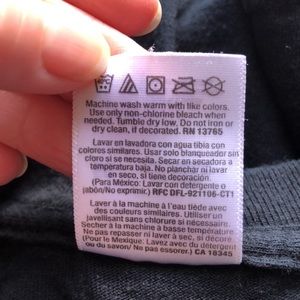 Machine wash warm with like colors.
Use only non-chlorine bleach when
needed. Tumble dry low. Do not iron or
dry clean, if decorated. RN 13765
Lavar en lavadora con agua tibia con
colores similares. Usar solo blanqueador sin
cloro si se necesita. Secar en secadora a
temperatura baja. No planchar ni lavar
en seco, si tiene decorado.
(Para México: Lavar con detergente o
jabon/No exprimir.) RFC DFL-921106-CT1
Laver à la machine à l'eau tiède avec
des couleurs similaires. Utiliser un
javellisant sans chlorure si nécessaire.
Sécher à la machine à basse température.
Ne pas repasser ni laver à sec, si décoré
(Pour le Mexique: Lavez avec du detergent
ou du savon/ Ne pas essorer.) CA 18345